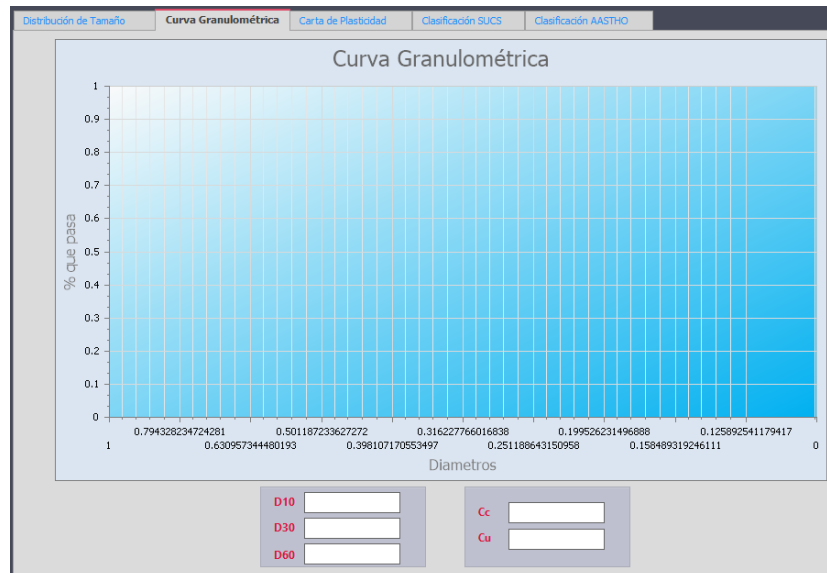 Distribución de Tamaño Curva Granulométrica Carta de Plasticidad Clasificación SUCS Clasificación AASTHO
Curva Granulométrica
% que pasa
1
0.9
0.8
0.7
0.6
0.5
0.4
0.3
0.2
0.1
0
0.794328234724281 0.501187233627272 0.316227766016838 0.199526231496888 0.125892541179417
1 0.630957344480193 0.398107170553497 0.251188643150958 0.158489319246111 0
Diametros
D10
D30
D60
Cc
Cu